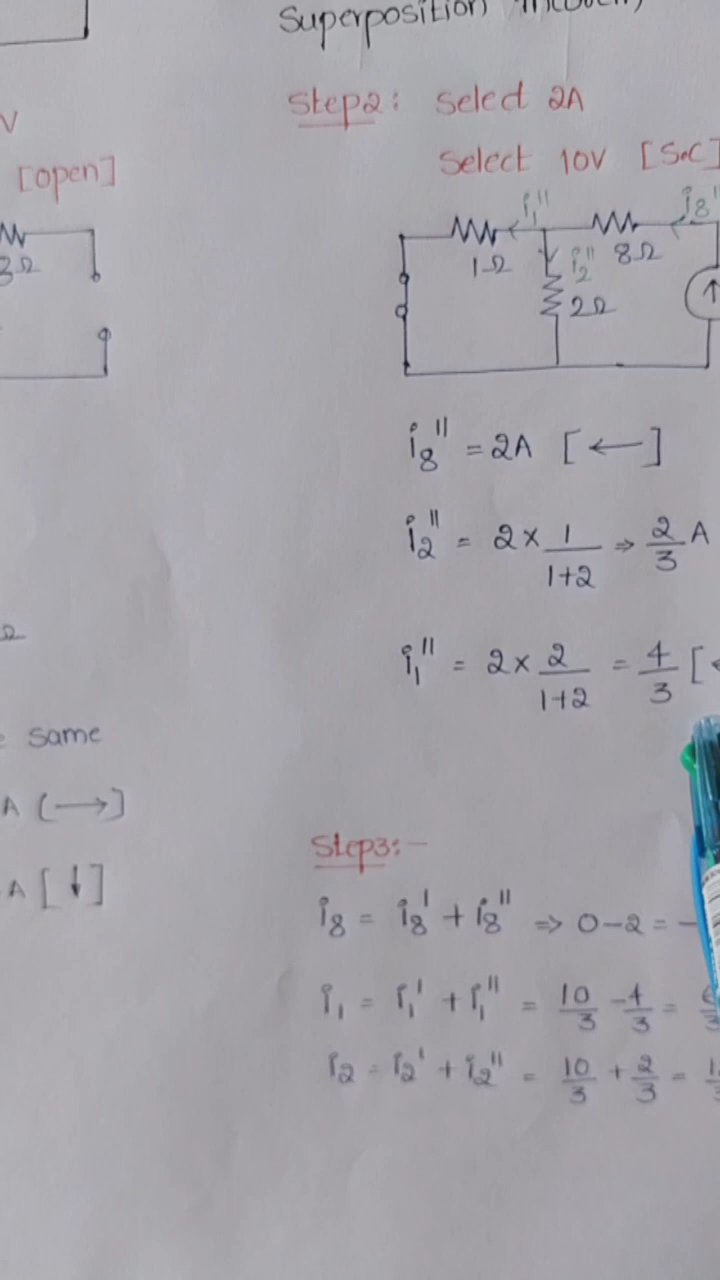 Superposition
Step2: Select 2A
V
Select 10V [S.C]
[open]
i₁" i₈"
i₂"
3Ω 1Ω 8Ω
2Ω
i₈" = 2A [←]
i₂" = 2 × 1/(1+2) ⇒ 2/3 A
Ω
i₁" = 2 × 2/(1+2) = 4/3 [←
same
A (→]
Step3:-
A [↓]
i₈ = i₈' + i₈" ⇒ 0-2 = -
i₁ = i₁' + i₁" = 10/3 - 4/3 =
i₂ = i₂' + i₂" = 10/3 + 2/3 =